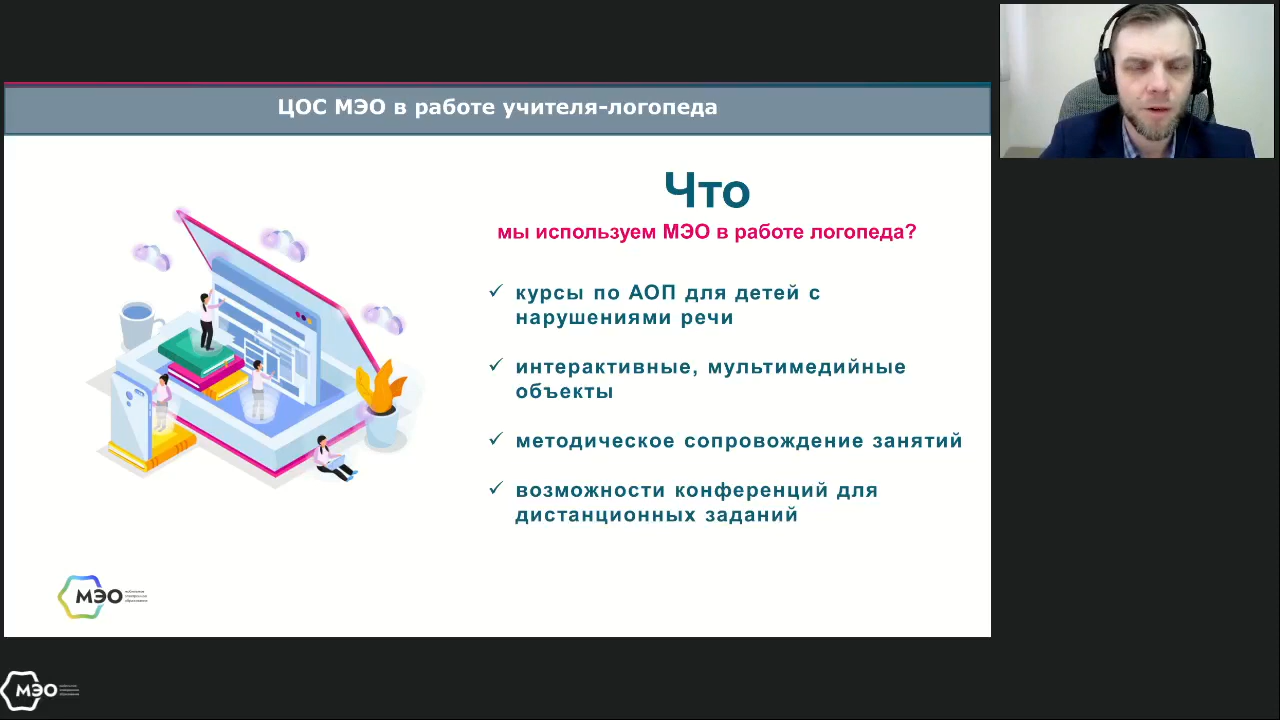 ЦОС МЭО в работе учителя-логопеда
Что
мы используем МЭО в работе логопеда?
✓ курсы по АОП для детей с
нарушениями речи
✓ интерактивные, мультимедийные
объекты
✓ методическое сопровождение занятий
✓ возможности конференций для
дистанционных заданий
МЭО
МЭО